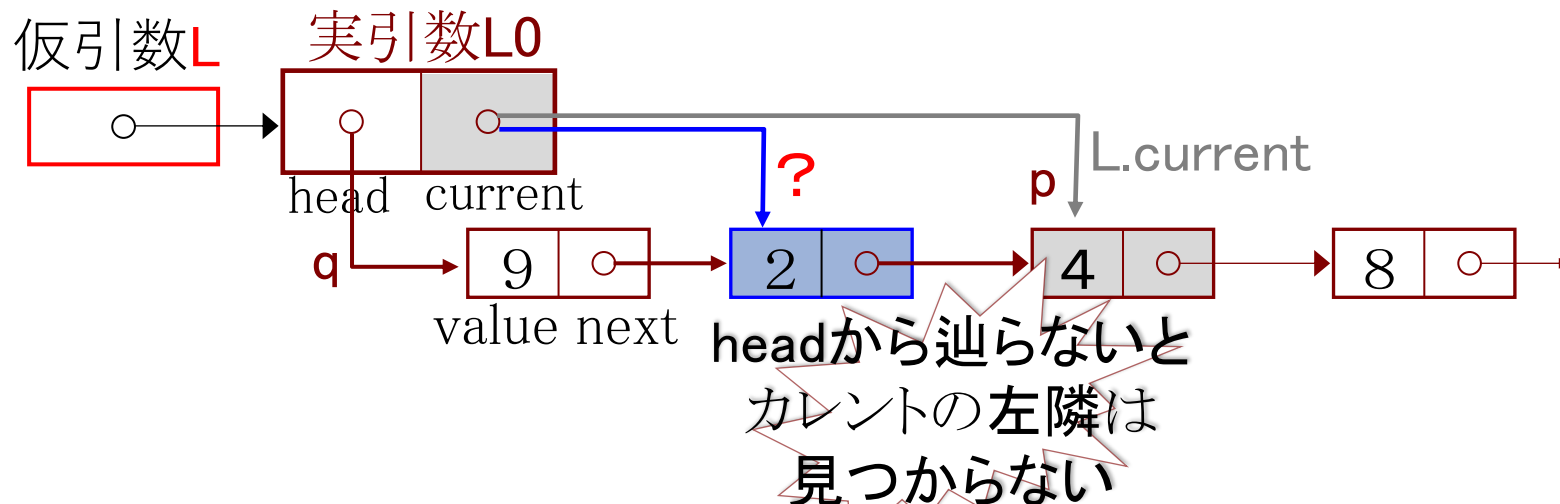 仮引数L
実引数L0
?
L.current
p
head current
q
９
２
4
８
value next
headから辿らないと
カレントの左隣は
見つからない